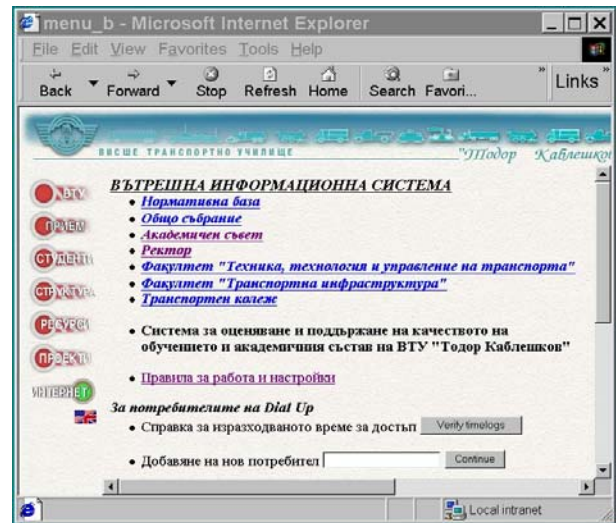 menu_b - Microsoft Internet Explorer
File Edit View Favorites Tools Help
Back Forward Stop Refresh Home Search Favori... » Links »
ВИСШЕ ТРАНСПОРТНО УЧИЛИЩЕ "Тодор Каблешко
ВЪТРЕШНА ИНФОРМАЦИОННА СИСТЕМА
Нормативна база
Общо събрание
Академичен съвет
Ректор
Факултет "Техника, технология и управление на транспорта"
Факултет "Транспортна инфраструктура"
Транспортен колеж
Система за оценяване и поддържане на качеството на
обучението и академичния състав на ВТУ "Тодор Каблешков"
Правила за работа и настройки
За потребителите на Dial Up
Справка за изразходваното време за достъп Verify timelogs
Добавяне на нов потребител Continue
ВТУ
ПРИЕМ
СТУДЕНТИ
СТРУКТУРА
РЕСУРСИ
ПРОЕКТИ
ИНТЕРНЕТ
Local intranet